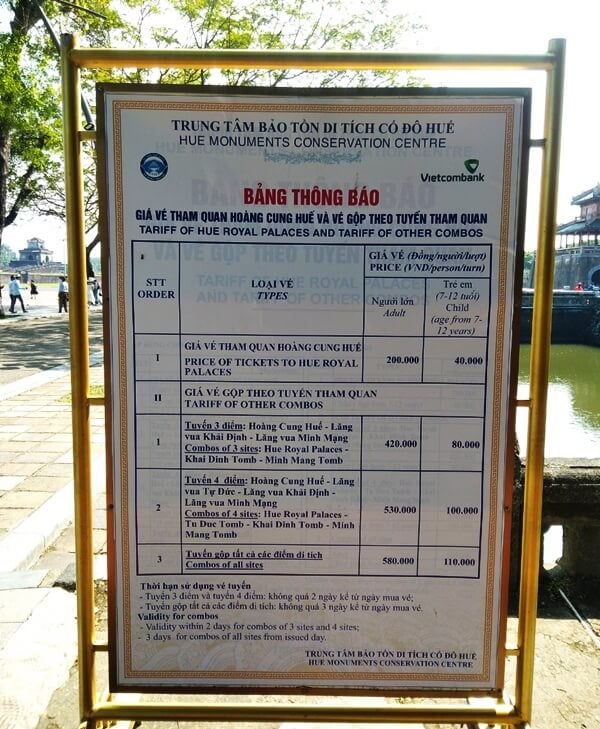 TRUNG TÂM BẢO TỒN DI TÍCH CỐ ĐÔ HUẾ
HUE MONUMENTS CONSERVATION CENTRE
Vietcombank
BẢNG THÔNG BÁO
GIÁ VÉ THAM QUAN HOÀNG CUNG HUẾ VÀ VÉ GỘP THEO TUYẾN THAM QUAN
TARIFF OF HUE ROYAL PALACES AND TARIFF OF OTHER COMBOS
STT
ORDER
LOẠI VÉ
TYPES
GIÁ VÉ (Đồng/người/lượt)
PRICE (VND/person/turn)
Người lớn
Adult
Trẻ em
(7-12 tuổi)
Child
(age from 7-
12 years)
I
GIÁ VÉ THAM QUAN HOÀNG CUNG HUẾ
PRICE OF TICKETS TO HUE ROYAL
PALACES
200.000
40.000
II
GIÁ VÉ GỘP THEO TUYẾN THAM QUAN
TARIFF OF OTHER COMBOS
1
Tuyến 3 điểm: Hoàng Cung Huế - Lăng
vua Khải Định - Lăng vua Minh Mạng
Combos of 3 sites: Hue Royal Palaces -
Khai Dinh Tomb - Minh Mang Tomb
420.000
80.000
2
Tuyến 4 điểm: Hoàng Cung Huế - Lăng
vua Tự Đức - Lăng vua Khải Định -
Lăng vua Minh Mạng
Combos of 4 sites: Hue Royal Palaces -
Tu Duc Tomb - Khai Dinh Tomb - Minh
Mang Tomb
530.000
100.000
3
Tuyến gộp tất cả các điểm di tích
Combos of all sites
580.000
110.000
Thời hạn sử dụng vé tuyến
- Tuyến 3 điểm và tuyến 4 điểm: không quá 2 ngày kể từ ngày mua vé;
- Tuyến gộp tất cả các điểm di tích: không quá 3 ngày kể từ ngày mua vé.
Validity for combos
- Validity within 2 days for combos of 3 sites and 4 sites;
- 3 days for combos of all sites from issued day.
TRUNG TÂM BẢO TỒN DI TÍCH CỐ ĐÔ HUẾ
HUE MONUMENTS CONSERVATION CENTRE